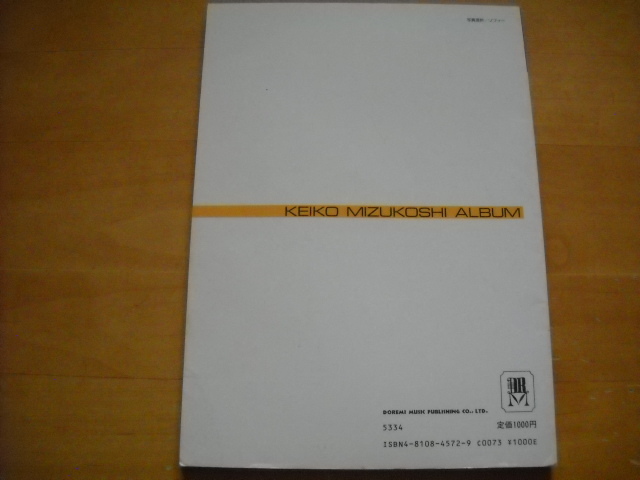 KEIKO MIZUKOSHI ALBUM
DRM
DOREMI MUSIC PUBLISHING CO., LTD.
5334 定価1000円
ISBN4-8108-4572-9 C0073 ¥1000E